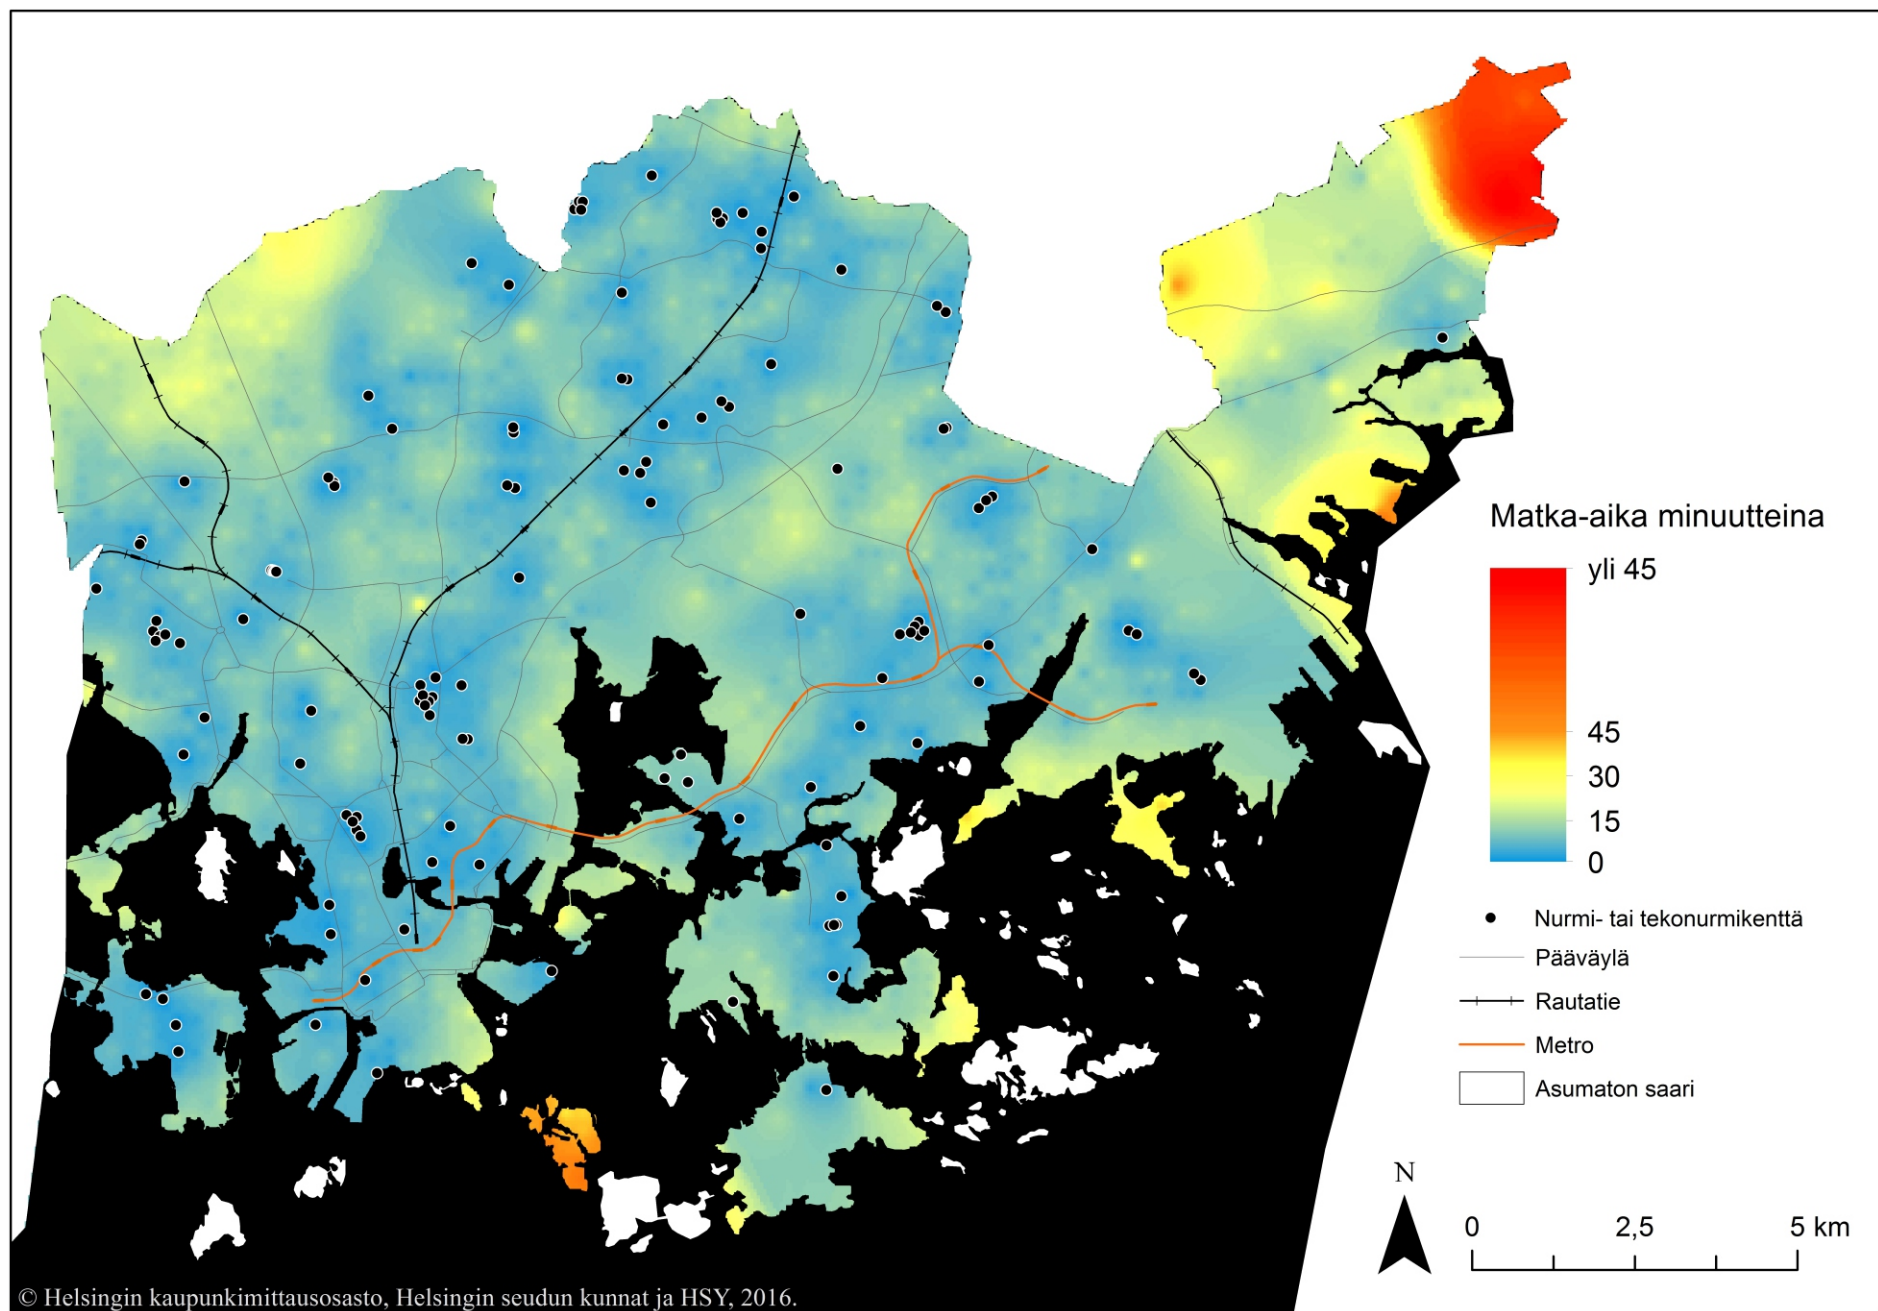 Matka-aika minuutteina
yli 45
45
30
15
0
Nurmi- tai tekonurmikenttä
Pääväylä
Rautatie
Metro
Asumaton saari
N
0 2,5 5 km
© Helsingin kaupunkimittausosasto, Helsingin seudun kunnat ja HSY, 2016.